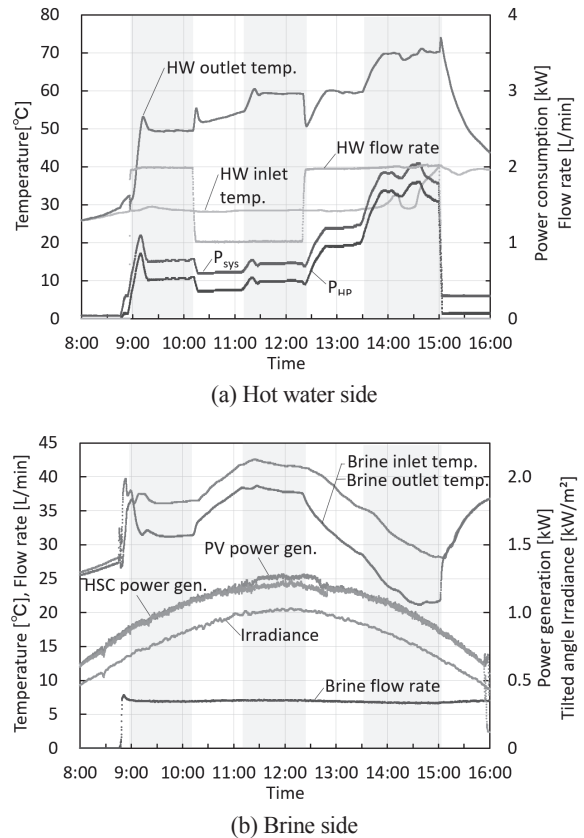 80
70
60
50
40
30
20
10
0
Temperature[℃]
4
3
2
1
0
Power consumption [kW]
Flow rate [L/min]
HW outlet temp.
HW flow rate
HW inlet
temp.
Psys
PHP
8:00 9:00 10:00 11:00 12:00 13:00 14:00 15:00 16:00
Time
(a) Hot water side
45
40
35
30
25
20
15
10
5
0
Temperature [℃], Flow rate [L/min]
2.0
1.5
1.0
0.5
0
Power generation [kW]
Tilted angle Irradiance [kW/m²]
Brine inlet temp.
Brine outlet temp.
PV power gen.
HSC power gen.
Irradiance
Brine flow rate
8:00 9:00 10:00 11:00 12:00 13:00 14:00 15:00 16:00
Time
(b) Brine side